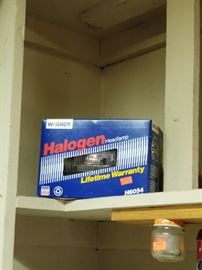 WAGNER
Halogen
Headlamp
Lifetime Warranty
H6054